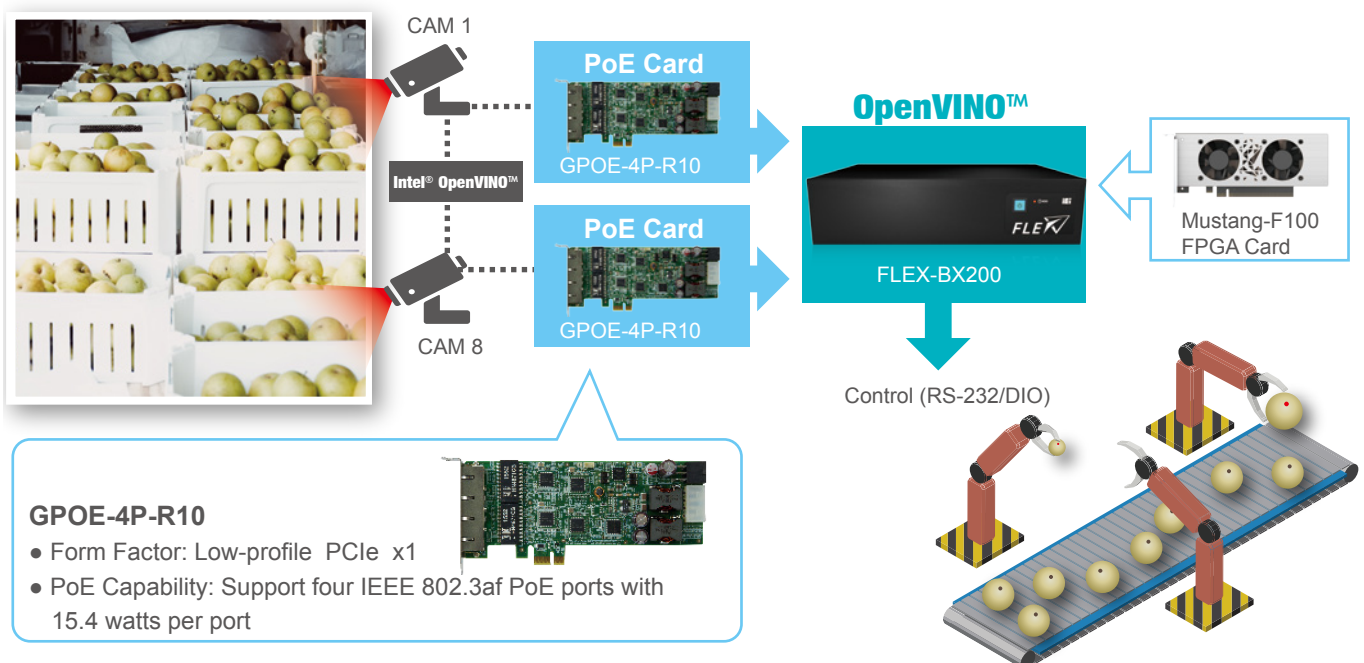 CAM 1
PoE Card
GPOE-4P-R10
Intel® OpenVINO™
PoE Card
GPOE-4P-R10
CAM 8
OpenVINO™
FLEX
FLEX-BX200
Mustang-F100
FPGA Card
Control (RS-232/DIO)
GPOE-4P-R10
● Form Factor: Low-profile PCIe x1
● PoE Capability: Support four IEEE 802.3af PoE ports with
15.4 watts per port